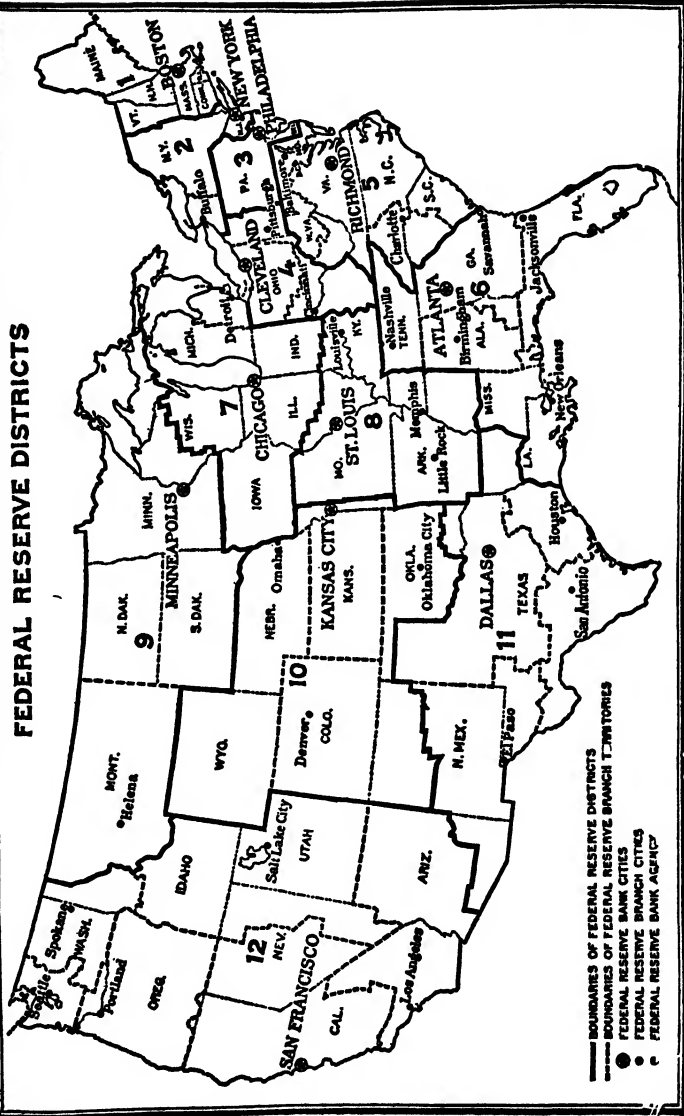 FEDERAL RESERVE DISTRICTS
MAINE
1
VT.
N.H.
BOSTON
MASS.
CONN.
N.Y.
2
Buffalo
NEW YORK
PHILADELPHIA
N.J.
PA.
3
Pittsburgh
Baltimore
CLEVELAND
OHIO
4
Cincinnati
W.VA.
VA.
RICHMOND
5
N.C.
Charlotte
S.C.
MICH.
Detroit
WIS.
7
CHICAGO
ILL.
IND.
IOWA
Louisville
KY.
ST. LOUIS
MO.
8
Nashville
TENN.
Memphis
ARK.
Little Rock
ATLANTA
Birmingham
ALA.
6
GA.
Savannah
Jacksonville
FLA.
MISS.
LA.
New Orleans
MINN.
MINNEAPOLIS
N. DAK.
9
S. DAK.
MONT.
Helena
WYO.
NEBR.
Omaha
10
KANSAS CITY
KANS.
Denver
COLO.
OKLA.
Oklahoma City
N. MEX.
DALLAS
TEXAS
11
El Paso
Houston
San Antonio
Seattle
Spokane
WASH.
Portland
OREG.
IDAHO
Salt Lake City
UTAH
12
NEV.
SAN FRANCISCO
CAL.
Los Angeles
ARIZ.
BOUNDARIES OF FEDERAL RESERVE DISTRICTS
BOUNDARIES OF FEDERAL RESERVE BRANCH TERRITORIES
FEDERAL RESERVE BANK CITIES
FEDERAL RESERVE BRANCH CITIES
FEDERAL RESERVE BANK AGENCY